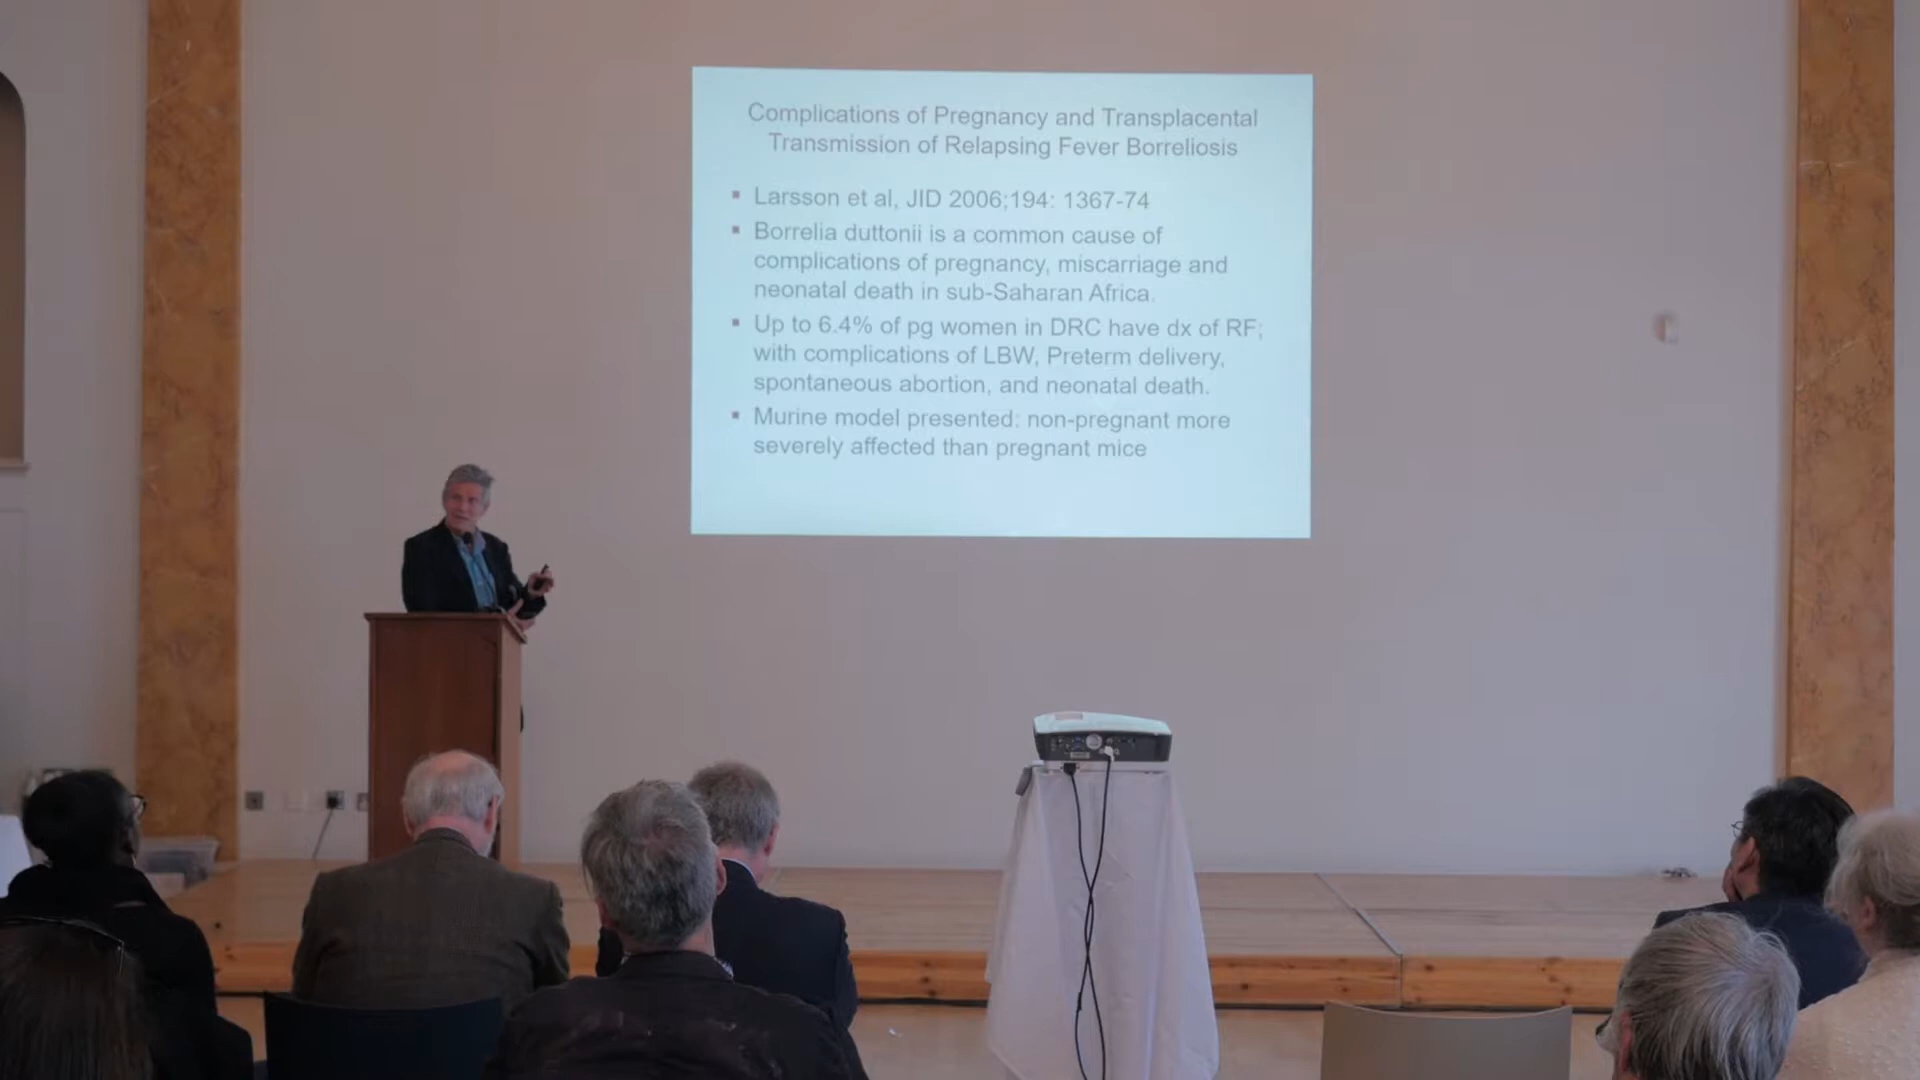 Complications of Pregnancy and Transplacental
Transmission of Relapsing Fever Borreliosis
▪ Larsson et al, JID 2006;194: 1367-74
▪ Borrelia duttonii is a common cause of
complications of pregnancy, miscarriage and
neonatal death in sub-Saharan Africa.
▪ Up to 6.4% of pg women in DRC have dx of RF;
with complications of LBW, Preterm delivery,
spontaneous abortion, and neonatal death.
▪ Murine model presented: non-pregnant more
severely affected than pregnant mice